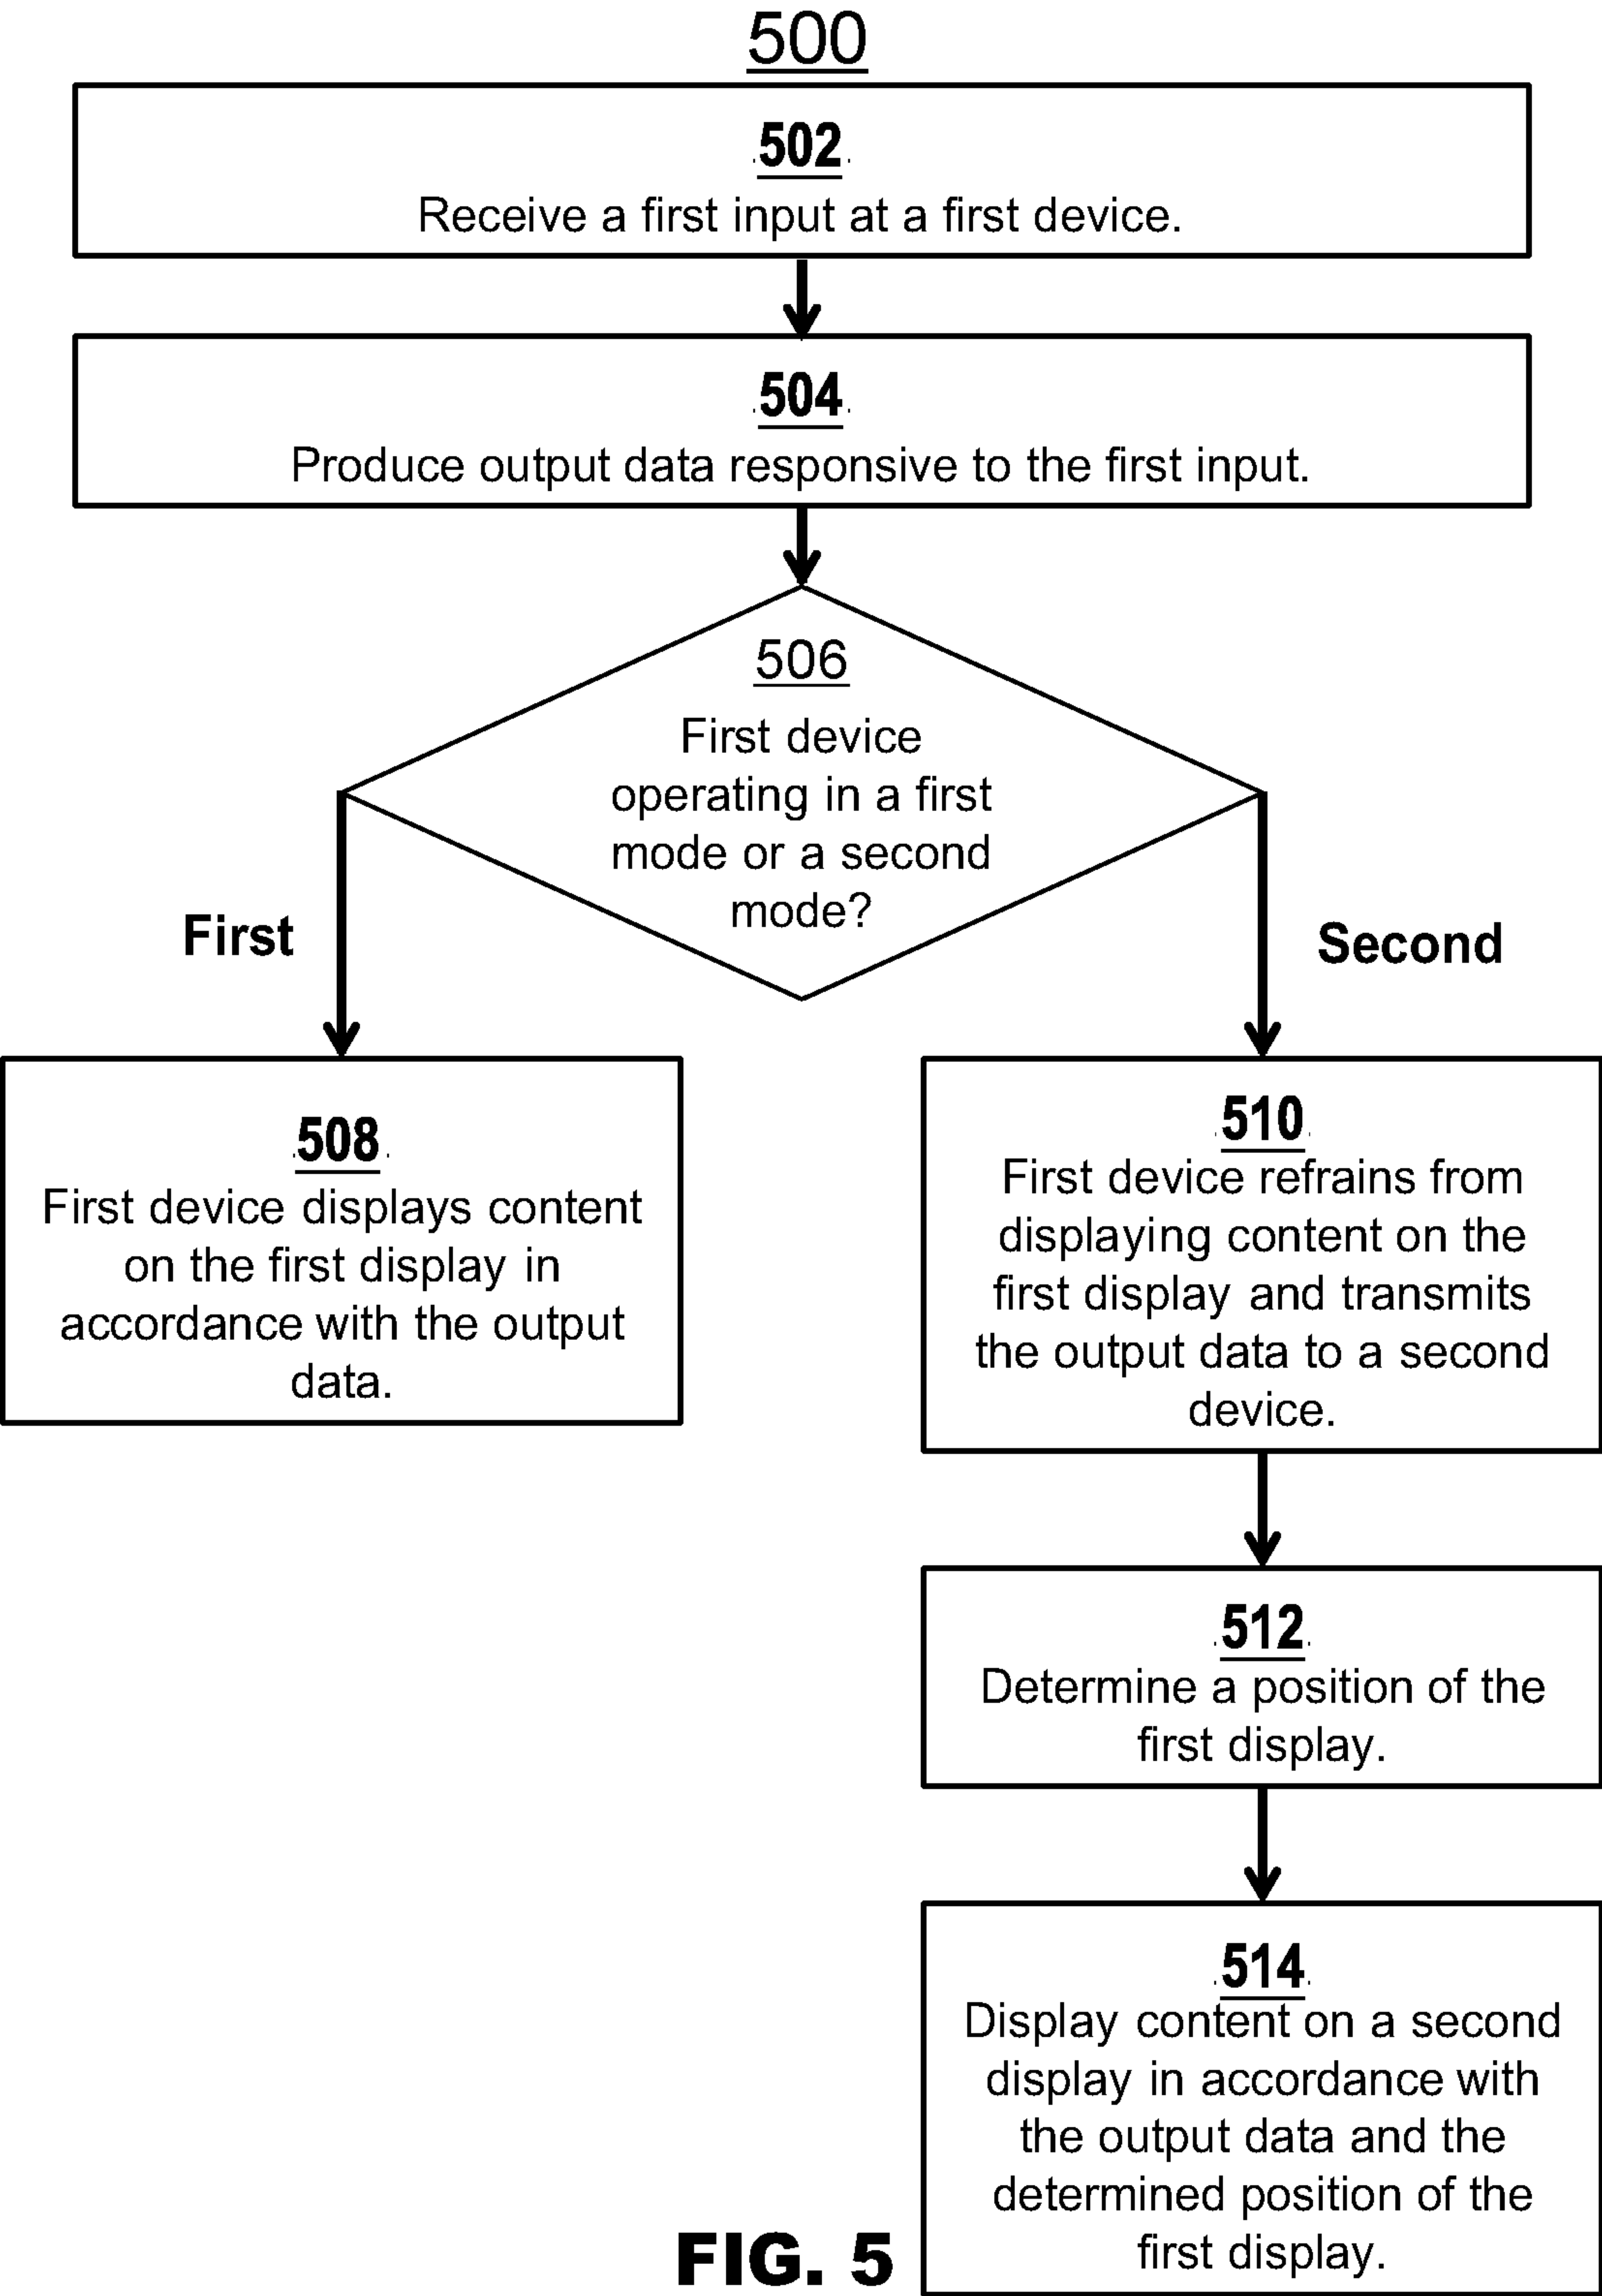 500
502
Receive a first input at a first device.
504
Produce output data responsive to the first input.
506
First device
operating in a first
mode or a second
mode?
First
Second
508
First device displays content
on the first display in
accordance with the output
data.
510
First device refrains from
displaying content on the
first display and transmits
the output data to a second
device.
512
Determine a position of the
first display.
514
Display content on a second
display in accordance with
the output data and the
determined position of the
first display.
FIG. 5